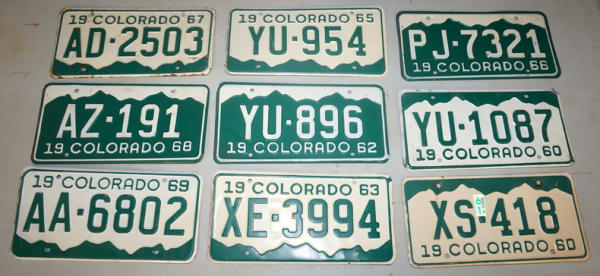 19 COLORADO 67
AD-2503
19 COLORADO 65
YU-954
PJ-7321
19 COLORADO 66
AZ-191
19 COLORADO 68
YU-896
19 COLORADO 62
YU-1087
19 COLORADO 60
19 COLORADO 69
AA-6802
19 COLORADO 63
XE-3994
XS-418
19 COLORADO 60